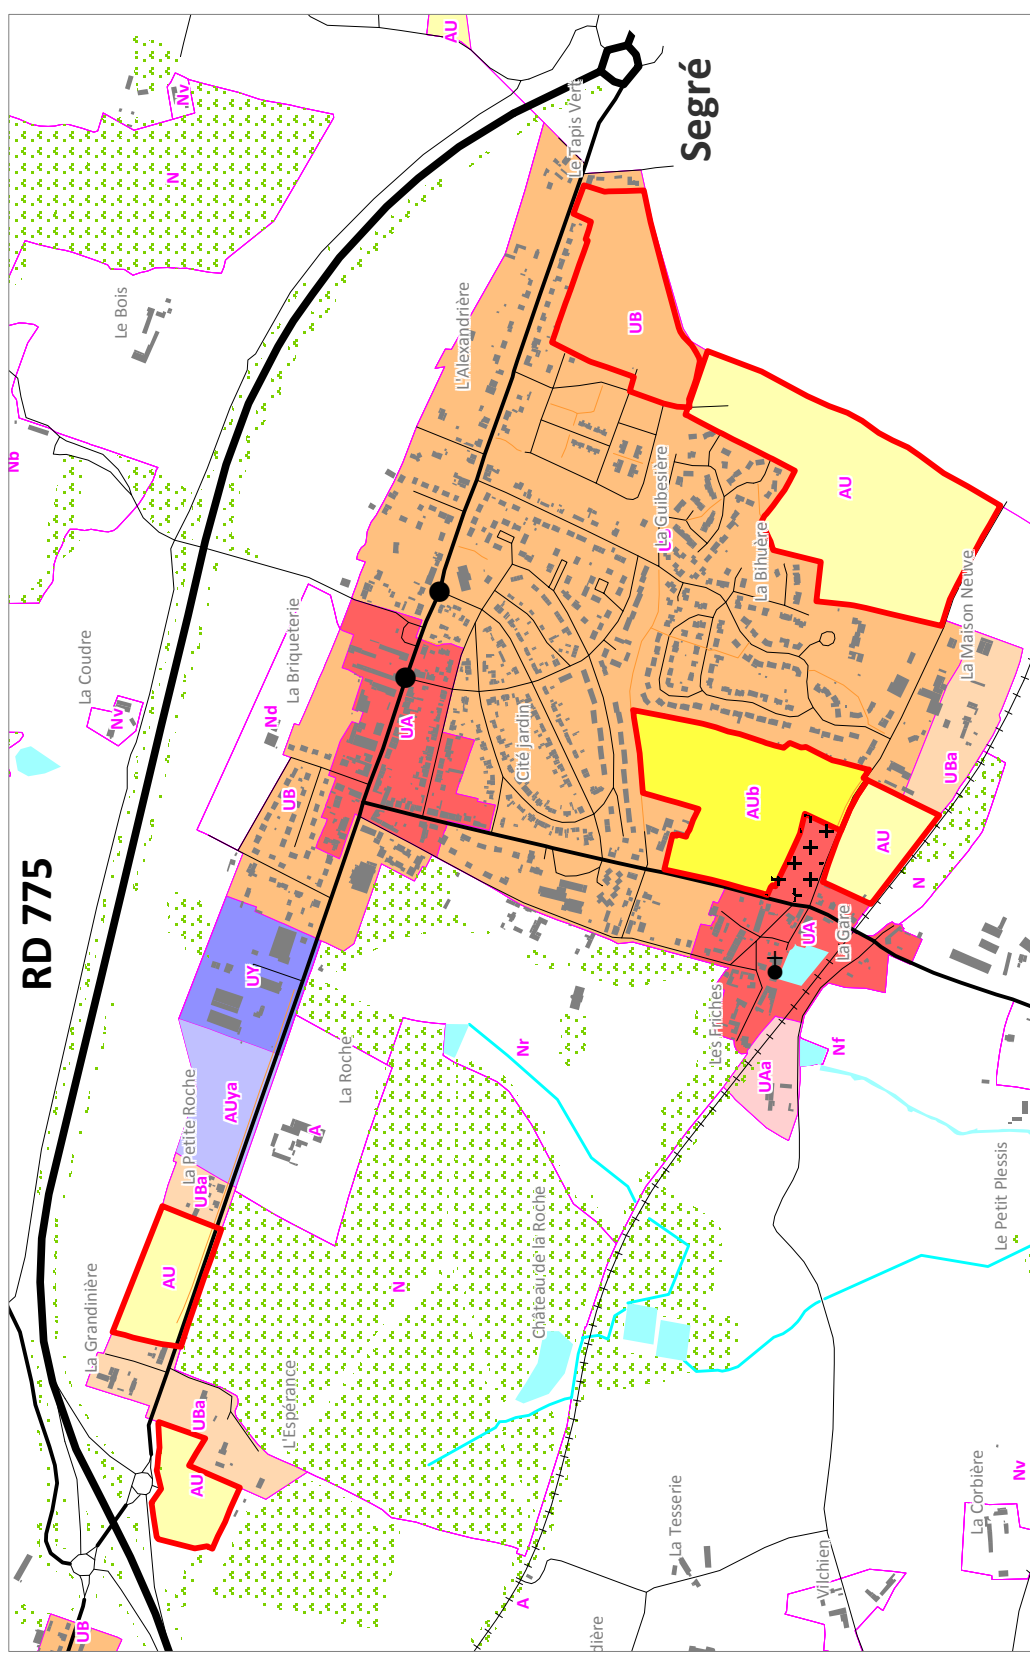 RD 775
Segré
AU
Nv
N
Le Tapis Vert
Le Bois
L'Alexandrière
UB
Nb
AU
La Guibesière
La Bihuère
La Maison Neuve
La Coudre
Nv
La Briqueterie
Nd
UA
UB
Cité jardin
AUb
UBa
AU
N
UA
La Gare
UY
Les Friches
Nr
Nf
UAa
La Roche
A
AUya
La Petite Roche
UBa
AU
La Grandinière
N
Château de la Roche
Le Petit Plessis
UBa
L'Espérance
AU
UB
A
La Tesserie
La Corbière
Nv
Vilchien
dière